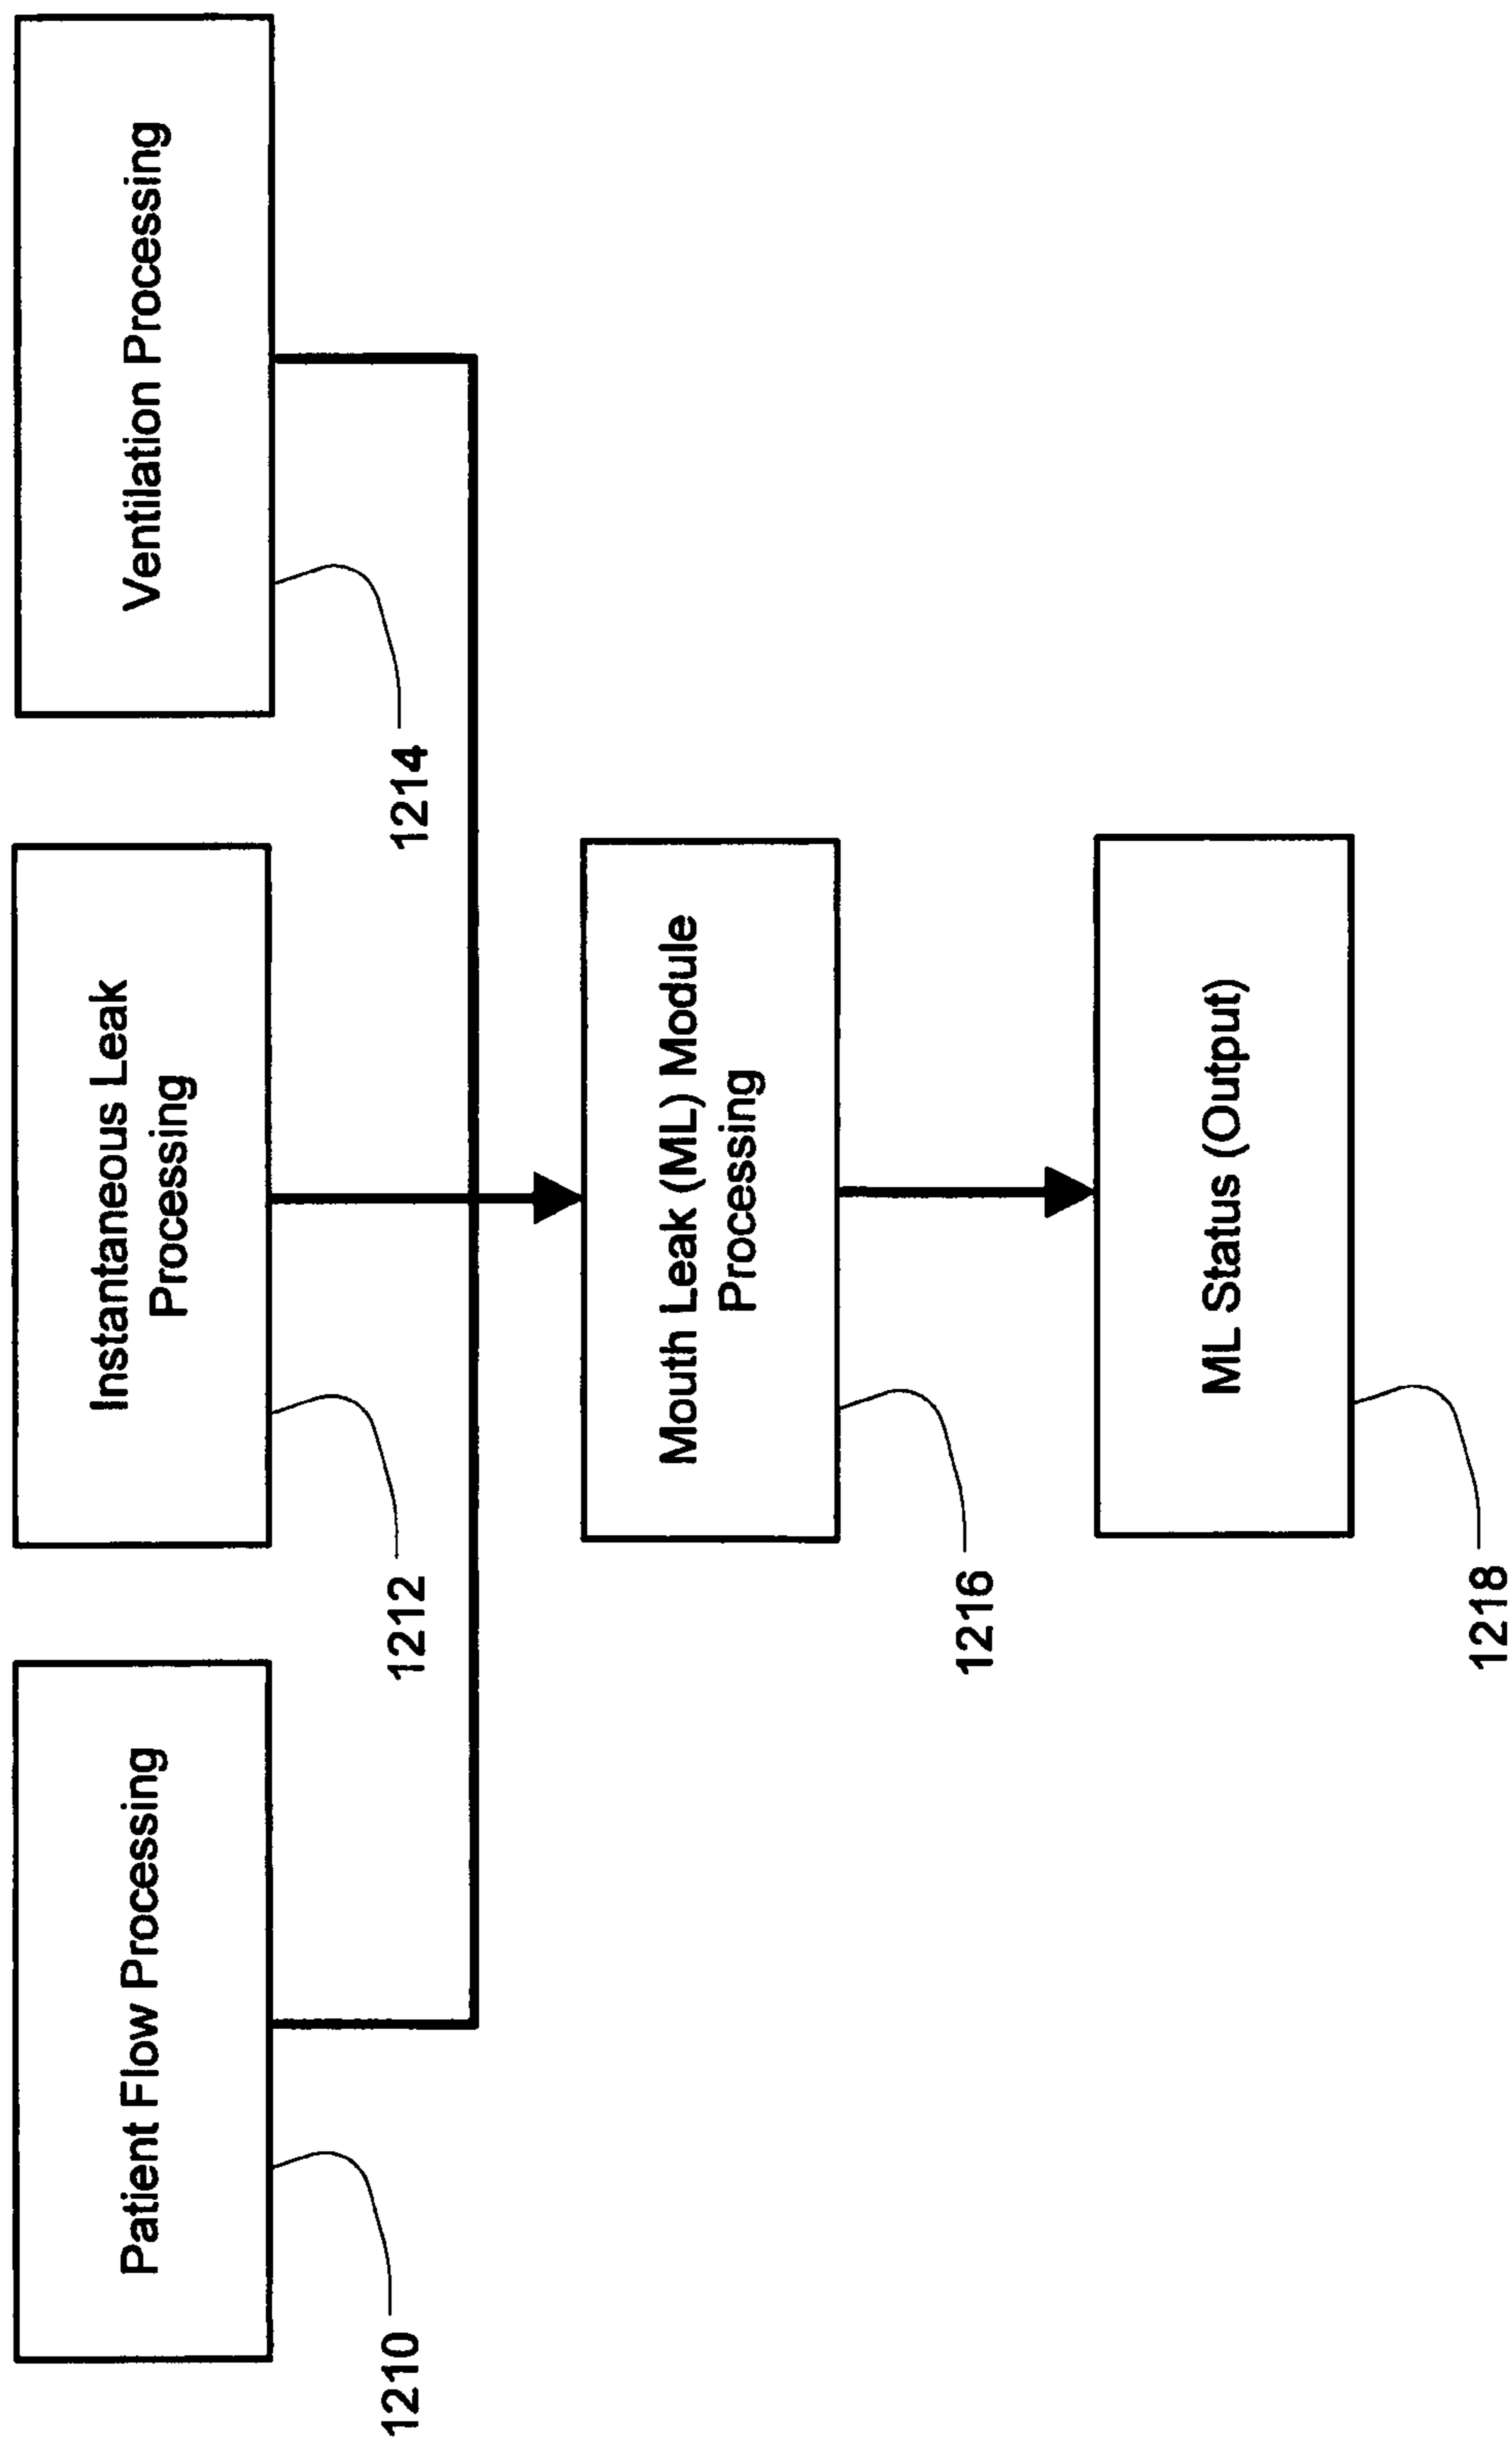 Patient Flow Processing
1210
Instantaneous Leak
Processing
1212
Ventilation Processing
1214
Mouth Leak (ML) Module
Processing
1216
ML Status (Output)
1218